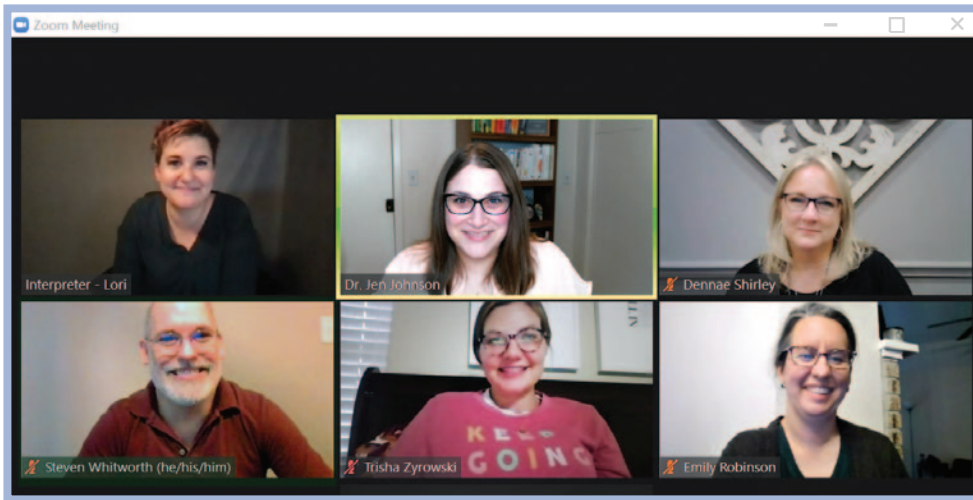 Zoom Meeting
Interpreter - Lori
Dr. Jen Johnson
Dennae Shirley
Steven Whitworth (he/his/him)
KEEP
GOING
Trisha Zyrowski
Emily Robinson